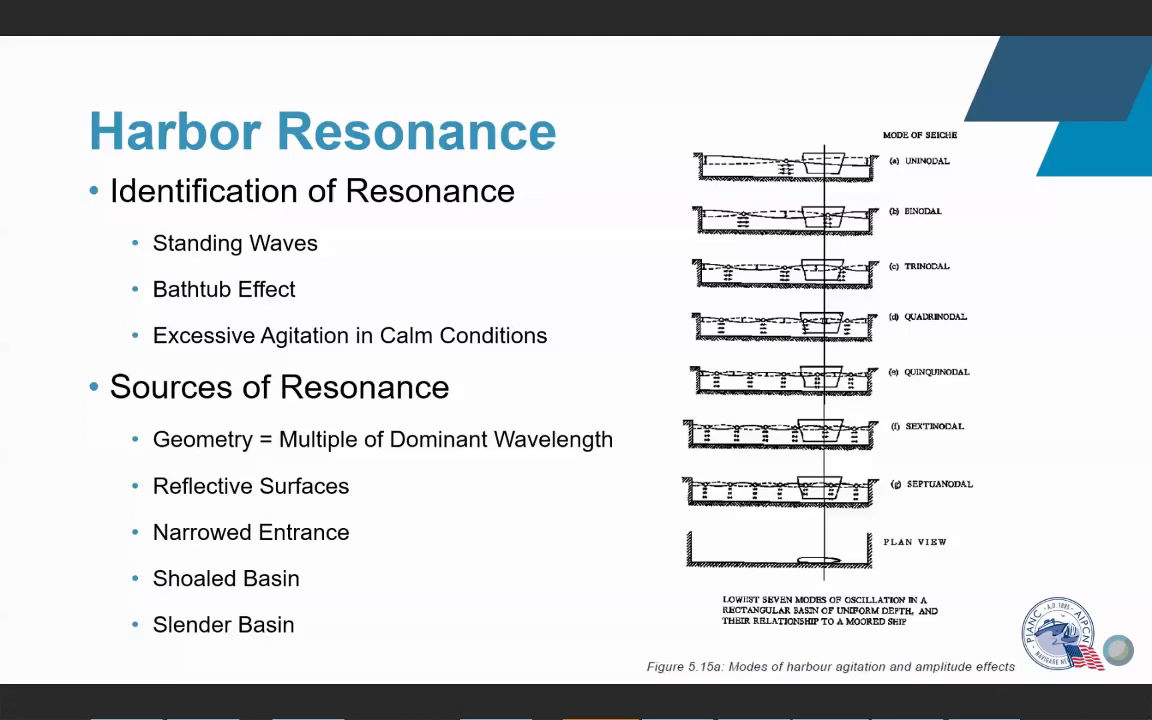 Harbor Resonance
• Identification of Resonance
• Standing Waves
• Bathtub Effect
• Excessive Agitation in Calm Conditions
• Sources of Resonance
• Geometry = Multiple of Dominant Wavelength
• Reflective Surfaces
• Narrowed Entrance
• Shoaled Basin
• Slender Basin
MODE OF SEICHE
(a) UNINODAL
(b) BINODAL
(c) TRINODAL
(d) QUADRINODAL
(e) QUINQUINODAL
(f) SEXTINODAL
(g) SEPTUANODAL
PLAN VIEW
LOWEST SEVEN MODES OF OSCILLATION IN A
RECTANGULAR BASIN OF UNIFORM DEPTH, AND
THEIR RELATIONSHIP TO A MOORED SHIP
Figure 5.15a: Modes of harbour agitation and amplitude effects
PIANC · A.D. 1885 · AIPCN